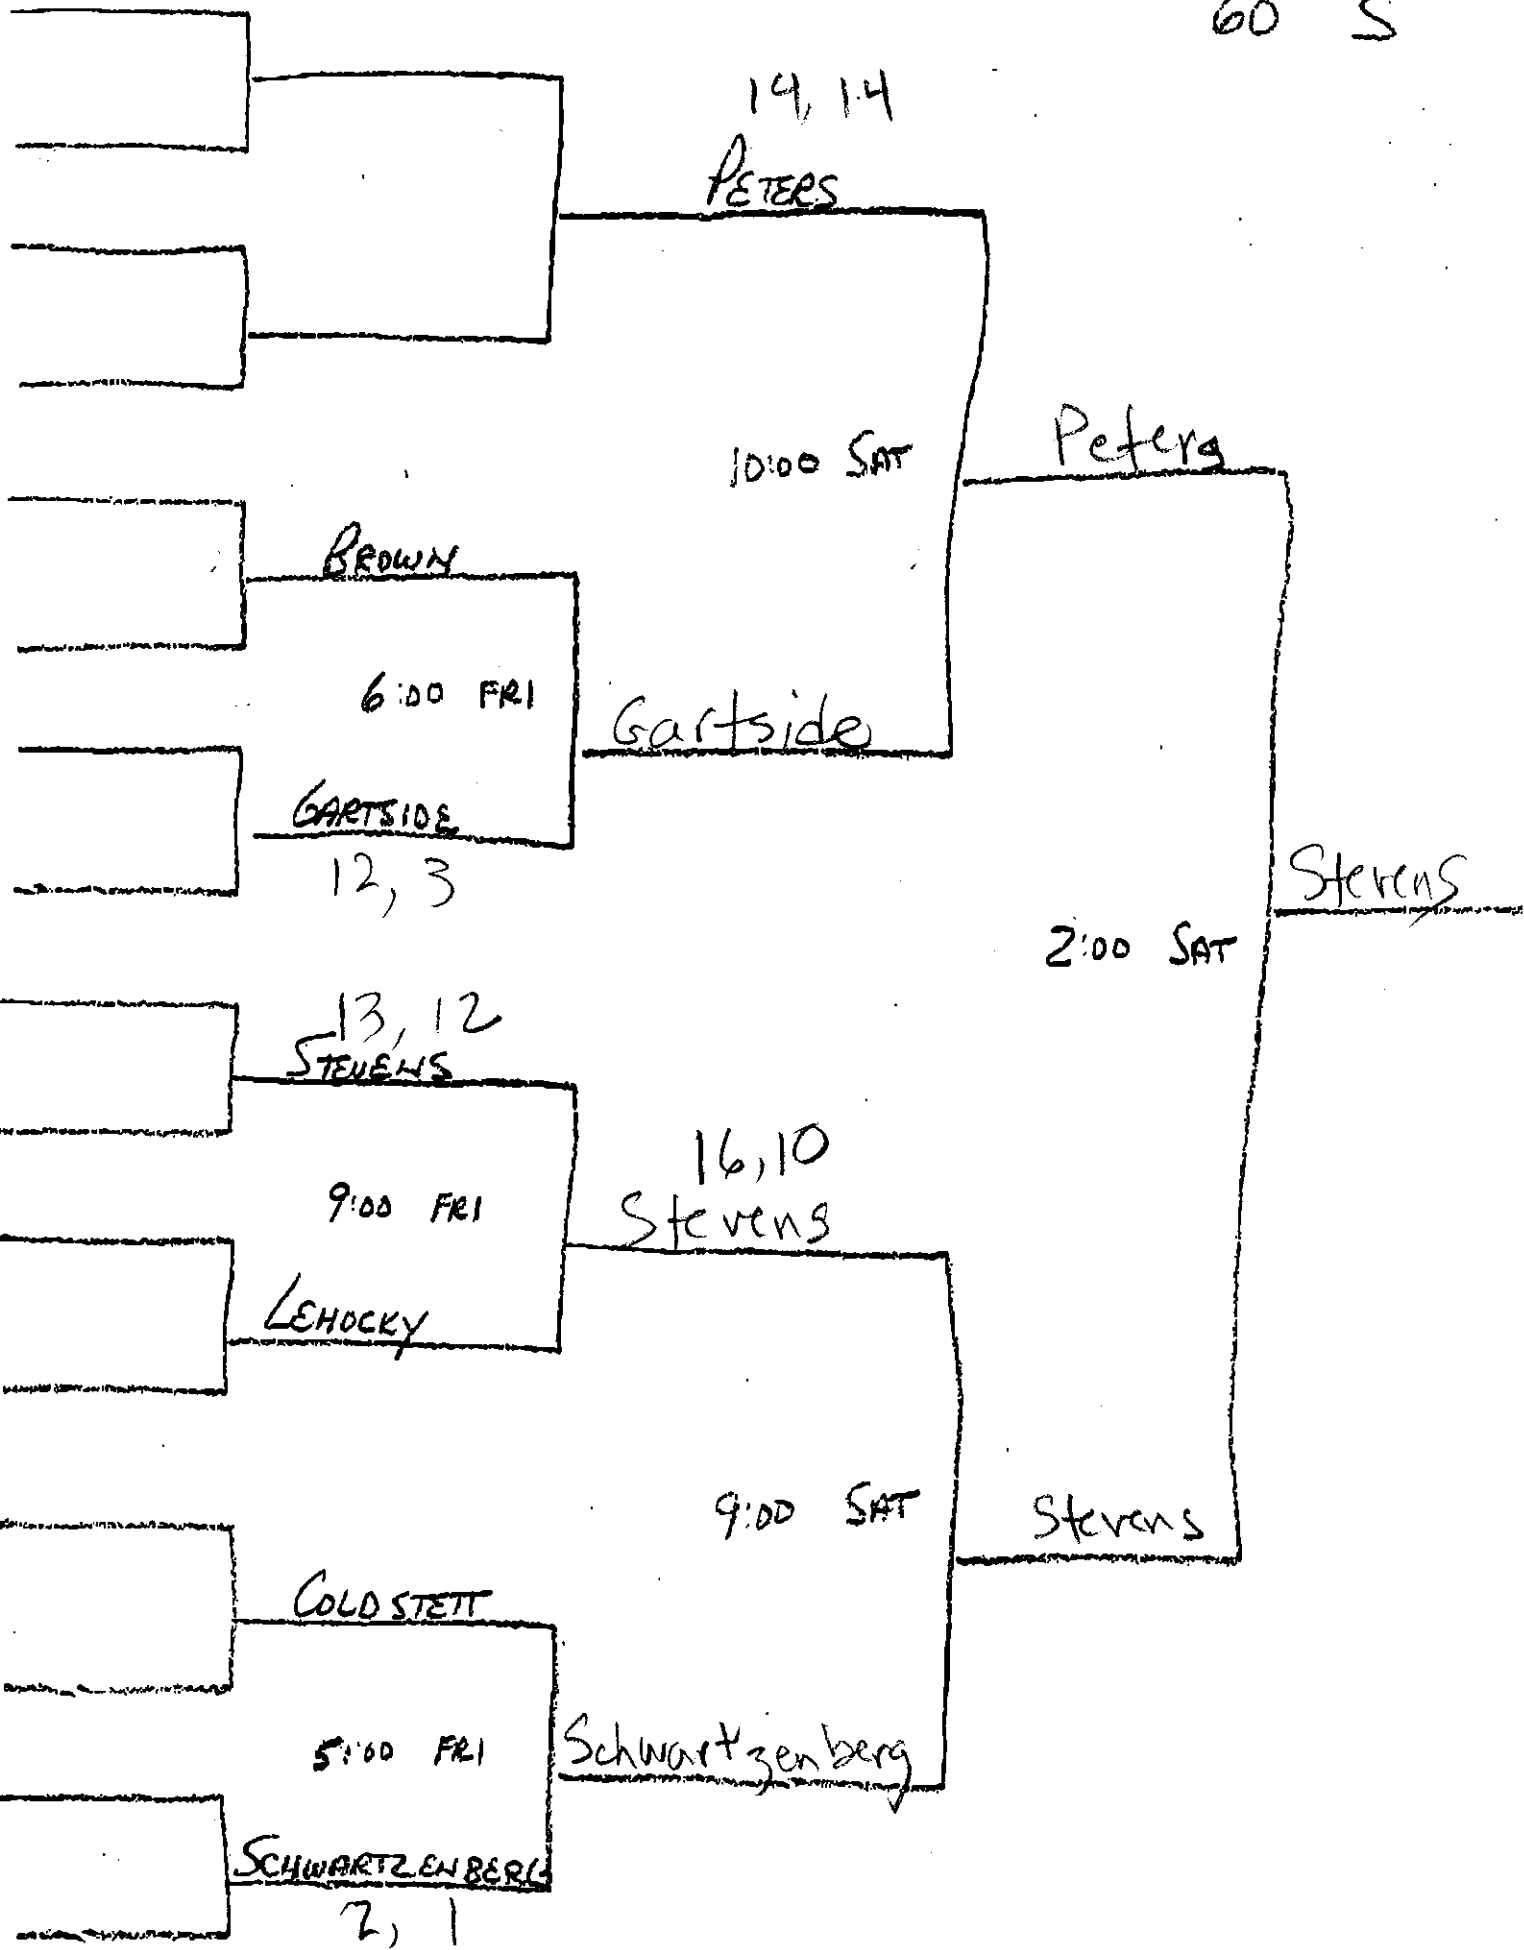 60 S
14, 14
PETERS
10:00 SAT
Peters
BROWN
6:00 FRI
Gartside
GARTSIDE
12, 3
Stevens
2:00 SAT
13, 12
STEVENS
16, 10
9:00 FRI
Stevens
LEHOCKY
9:00 SAT
Stevens
COLDSTETT
5:00 FRI
Schwartzenberg
SCHWARTZENBERG
2, 1